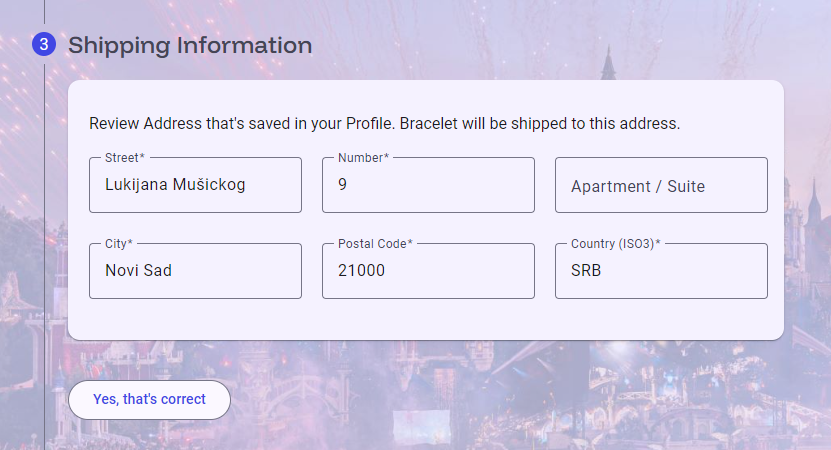 3 Shipping Information
Review Address that's saved in your Profile. Bracelet will be shipped to this address.
Street* Number*
Lukijana Mušickog 9 Apartment / Suite
City* Postal Code* Country (ISO3)*
Novi Sad 21000 SRB
Yes, that's correct